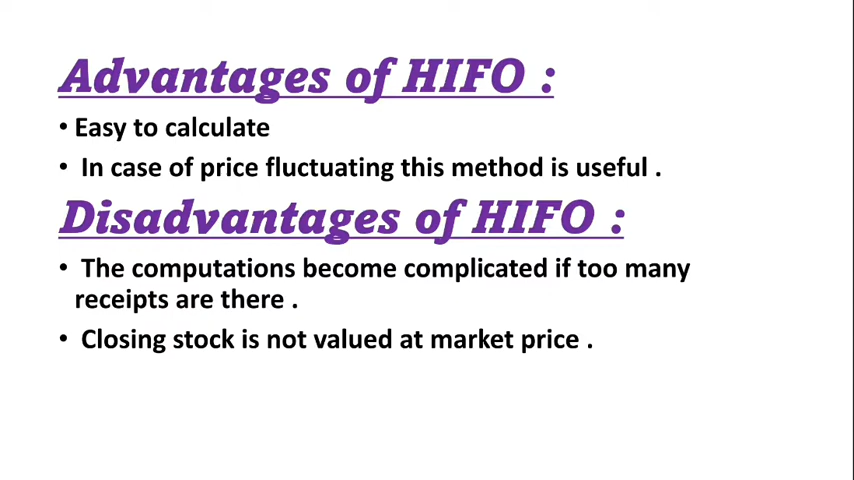 Advantages of HIFO :
• Easy to calculate
• In case of price fluctuating this method is useful .
Disadvantages of HIFO :
• The computations become complicated if too many
receipts are there .
• Closing stock is not valued at market price .